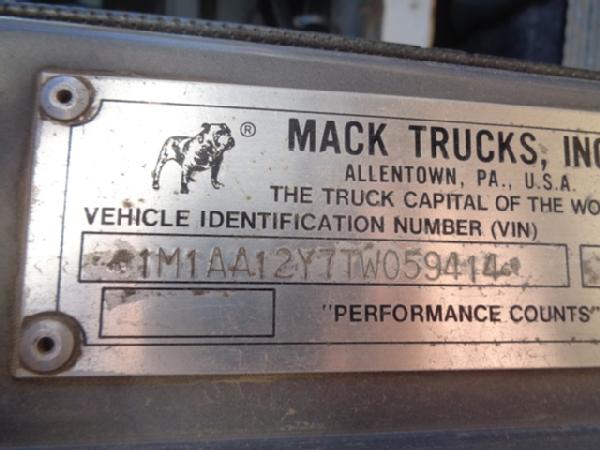 ® MACK TRUCKS, INC
ALLENTOWN, PA., U.S.A.
THE TRUCK CAPITAL OF THE WO
VEHICLE IDENTIFICATION NUMBER (VIN)
1M1AA12Y7TW059414
"PERFORMANCE COUNTS"